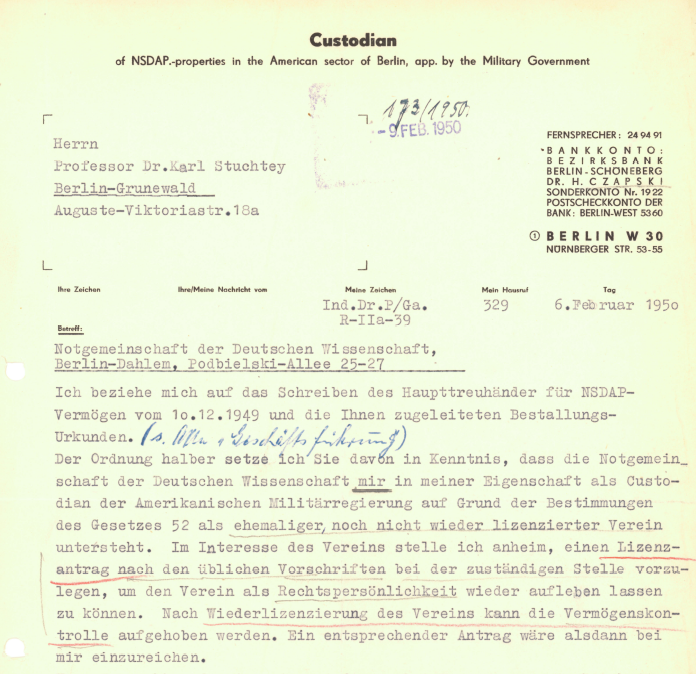 Custodian
of NSDAP.-properties in the American sector of Berlin, app. by the Military Government
173/1950.
-9. FEB. 1950
Herrn
Professor Dr.Karl Stuchtey
Berlin-Grunewald
Auguste-Viktoriastr.18a
FERNSPRECHER: 24 94 91
BANKKONTO:
BEZIRKSBANK
BERLIN-SCHÖNEBERG
DR. H. CZAPSKI
SONDERKONTO Nr. 1922
POSTSCHECKKONTO DER
BANK: BERLIN-WEST 5360
① BERLIN W 30
NÜRNBERGER STR. 53-55
Ihre Zeichen Ihre/Meine Nachricht vom Meine Zeichen Mein Hausruf Tag
Ind.Dr.P/Ga. 329 6.Februar 1950
R-IIa-39
Betreff:
Notgemeinschaft der Deutschen Wissenschaft,
Berlin-Dahlem, Podbielski-Allee 25-27
Ich beziehe mich auf das Schreiben des Haupttreuhänder für NSDAP-
Vermögen vom 1o.12.1949 und die Ihnen zugeleiteten Bestallungs-
Urkunden. (s. Akte "Geschäftsführung")
Der Ordnung halber setze ich Sie davon in Kenntnis, dass die Notgemein_
schaft der Deutschen Wissenschaft mir in meiner Eigenschaft als Custo-
dian der Amerikanischen Militärregierung auf Grund der Bestimmungen
des Gesetzes 52 als ehemaliger,noch nicht wieder lizenzierter Verein
untersteht. Im Interesse des Vereins stelle ich anheim, einen Lizenz-
antrag nach den üblichen Vorschriften bei der zuständigen Stelle vorzu-
legen, um den Verein als Rechtspersönlichkeit wieder aufleben lassen
zu können. Nach Wiederlizenzierung des Vereins kann die Vermögenskon-
trolle aufgehoben werden. Ein entsprechender Antrag wäre alsdann bei
mir einzureichen.